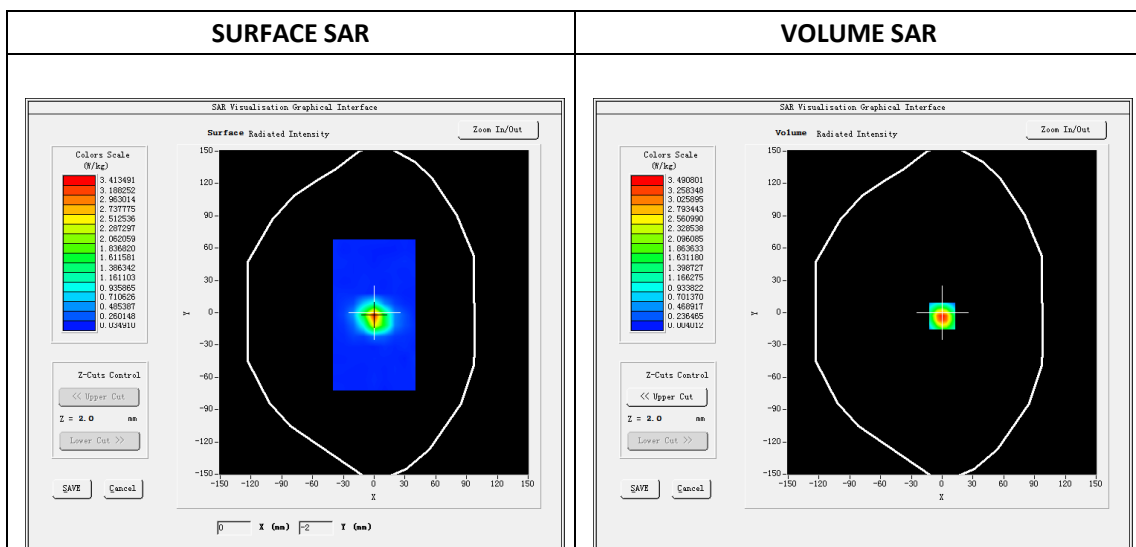 SURFACE SAR
VOLUME SAR
SAR Visualisation Graphical Interface
Surface Radiated Intensity
Zoom In/Out
Colors Scale
(W/kg)
3.413491
3.188252
2.963014
2.737775
2.512536
2.287297
2.062059
1.836820
1.611581
1.386342
1.161103
0.935865
0.710626
0.485387
0.260148
0.034910
150
120
90
60
30
0
-30
-60
-90
-120
-150
Y
-150 -120 -90 -60 -30 0 30 60 90 120 150
X
Z-Cuts Control
<< Upper Cut
Z = 2.0 mm
Lower Cut >>
SAVE Cancel
0 X (mm) -2 Y (mm)
SAR Visualisation Graphical Interface
Volume Radiated Intensity
Zoom In/Out
Colors Scale
(W/kg)
3.490801
3.258348
3.025895
2.793443
2.560990
2.328538
2.096085
1.863633
1.631180
1.398727
1.166275
0.933822
0.701370
0.468917
0.236465
0.004012
150
120
90
60
30
0
-30
-60
-90
-120
-150
Y
-150 -120 -90 -60 -30 0 30 60 90 120 150
X
Z-Cuts Control
<< Upper Cut
Z = 2.0 mm
Lower Cut >>
SAVE Cancel